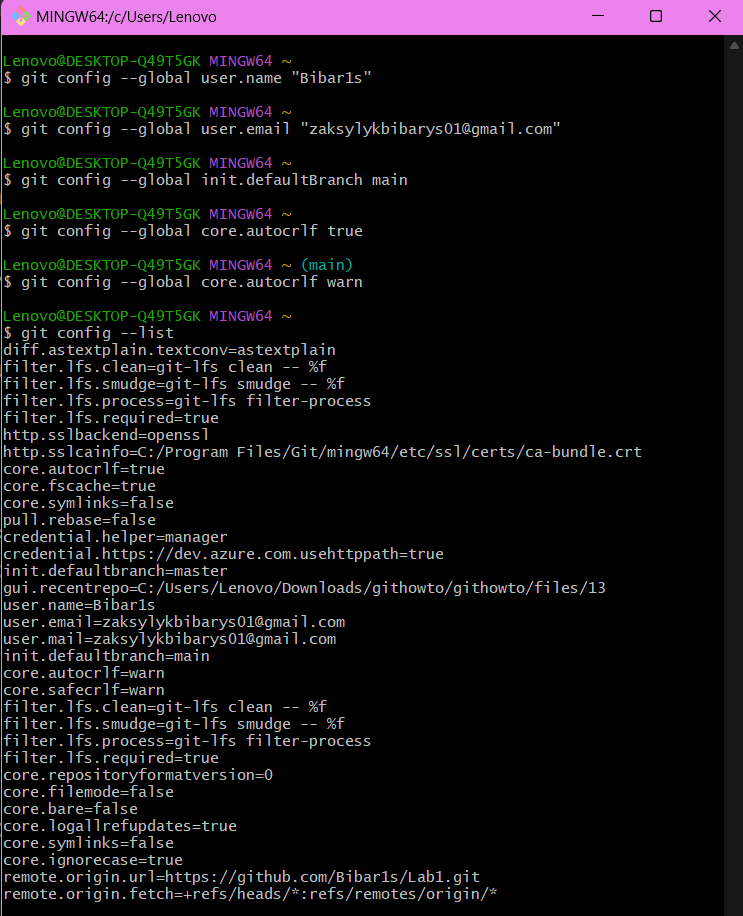 MINGW64:/c/Users/Lenovo
Lenovo@DESKTOP-Q49T5GK MINGW64 ~
$ git config --global user.name "Bibar1s"
Lenovo@DESKTOP-Q49T5GK MINGW64 ~
$ git config --global user.email "zaksylykbibarys01@gmail.com"
Lenovo@DESKTOP-Q49T5GK MINGW64 ~
$ git config --global init.defaultBranch main
Lenovo@DESKTOP-Q49T5GK MINGW64 ~
$ git config --global core.autocrlf true
Lenovo@DESKTOP-Q49T5GK MINGW64 ~ (main)
$ git config --global core.autocrlf warn
Lenovo@DESKTOP-Q49T5GK MINGW64 ~
$ git config --list
diff.astextplain.textconv=astextplain
filter.lfs.clean=git-lfs clean -- %f
filter.lfs.smudge=git-lfs smudge -- %f
filter.lfs.process=git-lfs filter-process
filter.lfs.required=true
http.sslbackend=openssl
http.sslcainfo=C:/Program Files/Git/mingw64/etc/ssl/certs/ca-bundle.crt
core.autocrlf=true
core.fscache=true
core.symlinks=false
pull.rebase=false
credential.helper=manager
credential.https://dev.azure.com.usehttppath=true
init.defaultbranch=master
gui.recentrepo=C:/Users/Lenovo/Downloads/githowto/githowto/files/13
user.name=Bibar1s
user.email=zaksylykbibarys01@gmail.com
user.mail=zaksylykbibarys01@gmail.com
init.defaultbranch=main
core.autocrlf=warn
core.safecrlf=warn
filter.lfs.clean=git-lfs clean -- %f
filter.lfs.smudge=git-lfs smudge -- %f
filter.lfs.process=git-lfs filter-process
filter.lfs.required=true
core.repositoryformatversion=0
core.filemode=false
core.bare=false
core.logallrefupdates=true
core.symlinks=false
core.ignorecase=true
remote.origin.url=https://github.com/Bibar1s/Lab1.git
remote.origin.fetch=+refs/heads/*:refs/remotes/origin/*